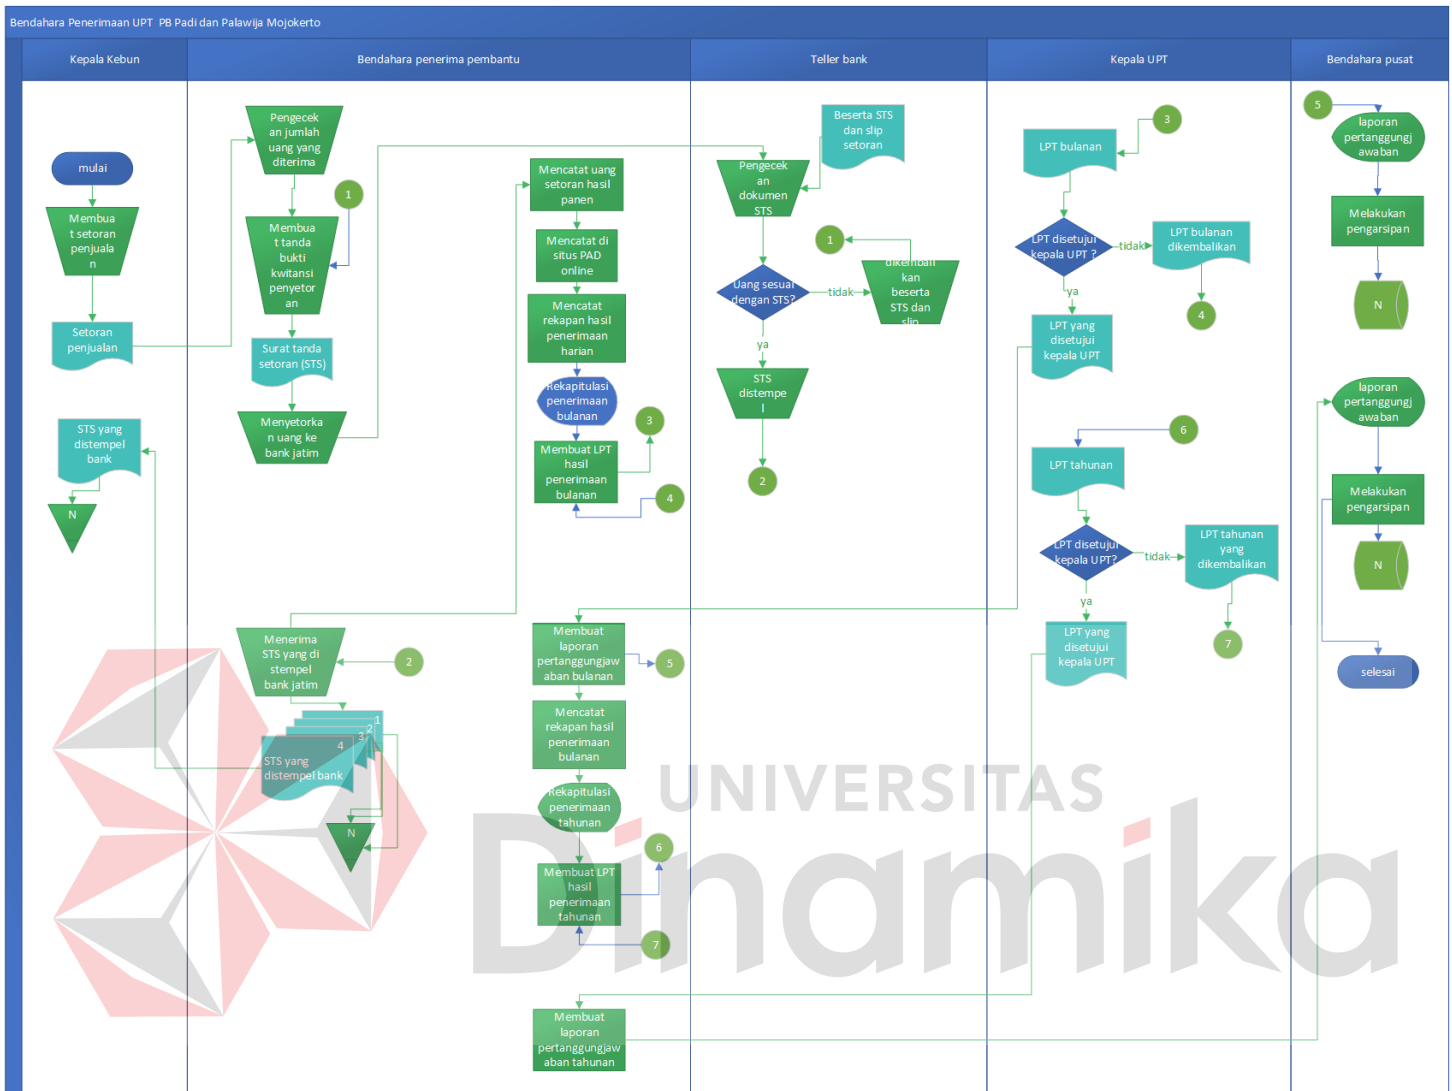 Bendahara Penerimaan UPT PB Padi dan Palawija Mojokerto
Kepala Kebun
Bendahara penerima pembantu
Teller bank
Kepala UPT
Bendahara pusat
mulai
Membua
t setoran
penjuala
n
Setoran
penjualan
STS yang
distempel
bank
N
Pengecek
an jumlah
uang yang
diterima
1
Membua
t tanda
bukti
kwitansi
penyetor
an
Surat tanda
setoran (STS)
Menyetorka
n uang ke
bank jatim
Menerima
STS yang di
stempel
bank jatim
2
1
2
3
4
STS yang
distempel bank
N
Mencatat uang
setoran hasil
panen
Mencatat di
situs PAD
online
Mencatat
rekapan hasil
penerimaan
harian
Rekapitulasi
penerimaan
bulanan
3
Membuat LPT
hasil
penerimaan
bulanan
4
Membuat
laporan
pertanggungjaw
aban bulanan
5
Mencatat
rekapan hasil
penerimaan
bulanan
Rekapitulasi
penerimaan
tahunan
6
Membuat LPT
hasil
penerimaan
tahunan
7
Membuat
laporan
pertanggungjaw
aban tahunan
Beserta STS
dan slip
setoran
Pengecek
an
dokumen
STS
1
Uang sesuai
dengan STS?
tidak
dikembali
kan
beserta
STS dan
slip
ya
STS
distempe
l
2
3
LPT bulanan
LPT disetujui
kepala UPT ?
tidak
LPT bulanan
dikembalikan
4
ya
LPT yang
disetujui
kepala UPT
6
LPT tahunan
LPT disetujui
kepala UPT?
tidak
LPT tahunan
yang
dikembalikan
7
ya
LPT yang
disetujui
kepala UPT
5
laporan
pertanggungj
awaban
Melakukan
pengarsipan
N
laporan
pertanggungj
awaban
Melakukan
pengarsipan
N
selesai
UNIVERSITAS
Dinamika